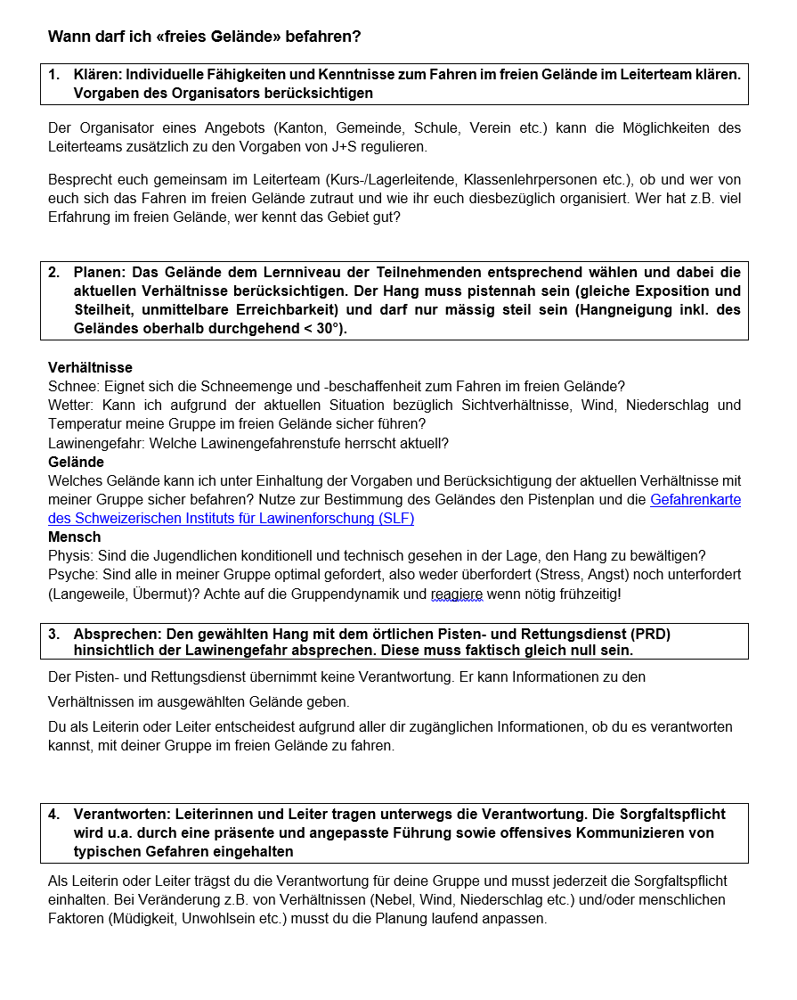 Wann darf ich «freies Gelände» befahren?
1. Klären: Individuelle Fähigkeiten und Kenntnisse zum Fahren im freien Gelände im Leiterteam klären.
Vorgaben des Organisators berücksichtigen
Der Organisator eines Angebots (Kanton, Gemeinde, Schule, Verein etc.) kann die Möglichkeiten des
Leiterteams zusätzlich zu den Vorgaben von J+S regulieren.
Besprecht euch gemeinsam im Leiterteam (Kurs-/Lagerleitende, Klassenlehrpersonen etc.), ob und wer von
euch sich das Fahren im freien Gelände zutraut und wie ihr euch diesbezüglich organisiert. Wer hat z.B. viel
Erfahrung im freien Gelände, wer kennt das Gebiet gut?
2. Planen: Das Gelände dem Lernniveau der Teilnehmenden entsprechend wählen und dabei die
aktuellen Verhältnisse berücksichtigen. Der Hang muss pistennah sein (gleiche Exposition und
Steilheit, unmittelbare Erreichbarkeit) und darf nur mässig steil sein (Hangneigung inkl. des
Geländes oberhalb durchgehend < 30°).
Verhältnisse
Schnee: Eignet sich die Schneemenge und -beschaffenheit zum Fahren im freien Gelände?
Wetter: Kann ich aufgrund der aktuellen Situation bezüglich Sichtverhältnisse, Wind, Niederschlag und
Temperatur meine Gruppe im freien Gelände sicher führen?
Lawinengefahr: Welche Lawinengefahrenstufe herrscht aktuell?
Gelände
Welches Gelände kann ich unter Einhaltung der Vorgaben und Berücksichtigung der aktuellen Verhältnisse mit
meiner Gruppe sicher befahren? Nutze zur Bestimmung des Geländes den Pistenplan und die Gefahrenkarte
des Schweizerischen Instituts für Lawinenforschung (SLF)
Mensch
Physis: Sind die Jugendlichen konditionell und technisch gesehen in der Lage, den Hang zu bewältigen?
Psyche: Sind alle in meiner Gruppe optimal gefordert, also weder überfordert (Stress, Angst) noch unterfordert
(Langeweile, Übermut)? Achte auf die Gruppendynamik und reagiere wenn nötig frühzeitig!
3. Absprechen: Den gewählten Hang mit dem örtlichen Pisten- und Rettungsdienst (PRD)
hinsichtlich der Lawinengefahr absprechen. Diese muss faktisch gleich null sein.
Der Pisten- und Rettungsdienst übernimmt keine Verantwortung. Er kann Informationen zu den
Verhältnissen im ausgewählten Gelände geben.
Du als Leiterin oder Leiter entscheidest aufgrund aller dir zugänglichen Informationen, ob du es verantworten
kannst, mit deiner Gruppe im freien Gelände zu fahren.
4. Verantworten: Leiterinnen und Leiter tragen unterwegs die Verantwortung. Die Sorgfaltspflicht
wird u.a. durch eine präsente und angepasste Führung sowie offensives Kommunizieren von
typischen Gefahren eingehalten
Als Leiterin oder Leiter trägst du die Verantwortung für deine Gruppe und musst jederzeit die Sorgfaltspflicht
einhalten. Bei Veränderung z.B. von Verhältnissen (Nebel, Wind, Niederschlag etc.) und/oder menschlichen
Faktoren (Müdigkeit, Unwohlsein etc.) musst du die Planung laufend anpassen.